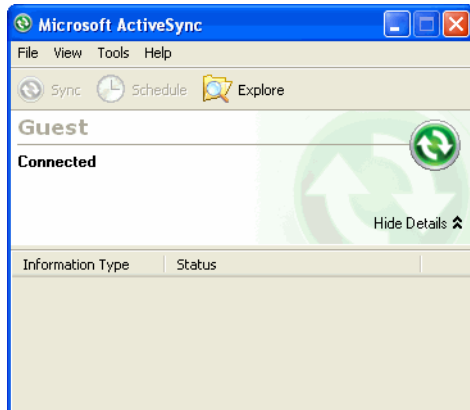 Microsoft ActiveSync
File View Tools Help
Sync Schedule Explore
Guest
Connected
Hide Details
Information Type Status